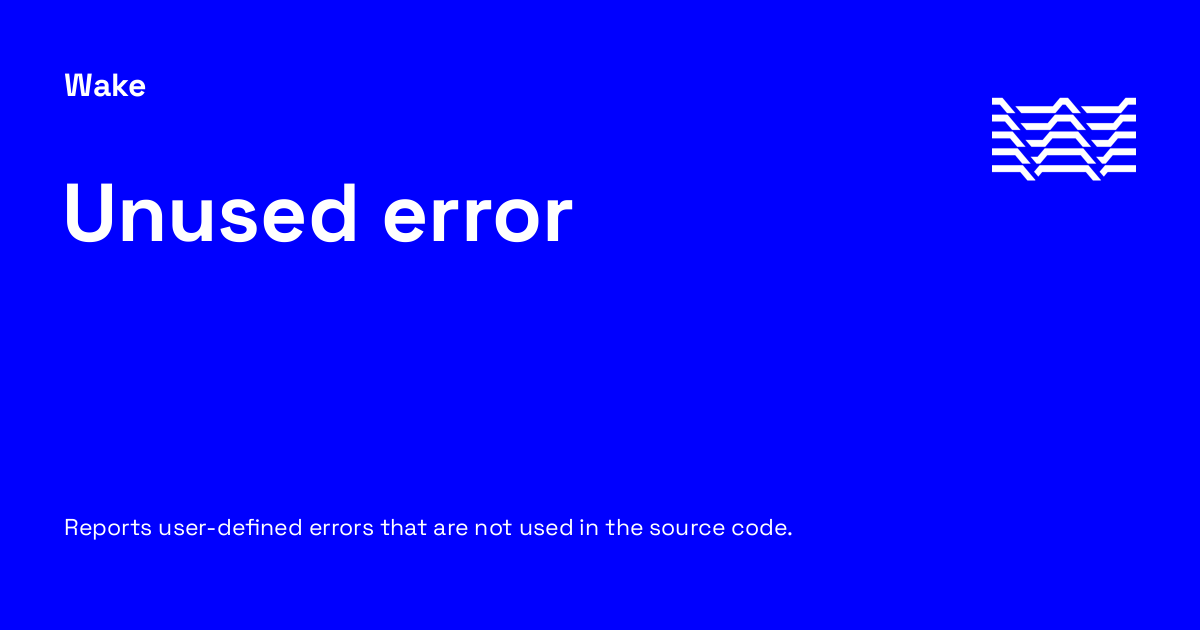 Wake
Unused error
Reports user-defined errors that are not used in the source code.